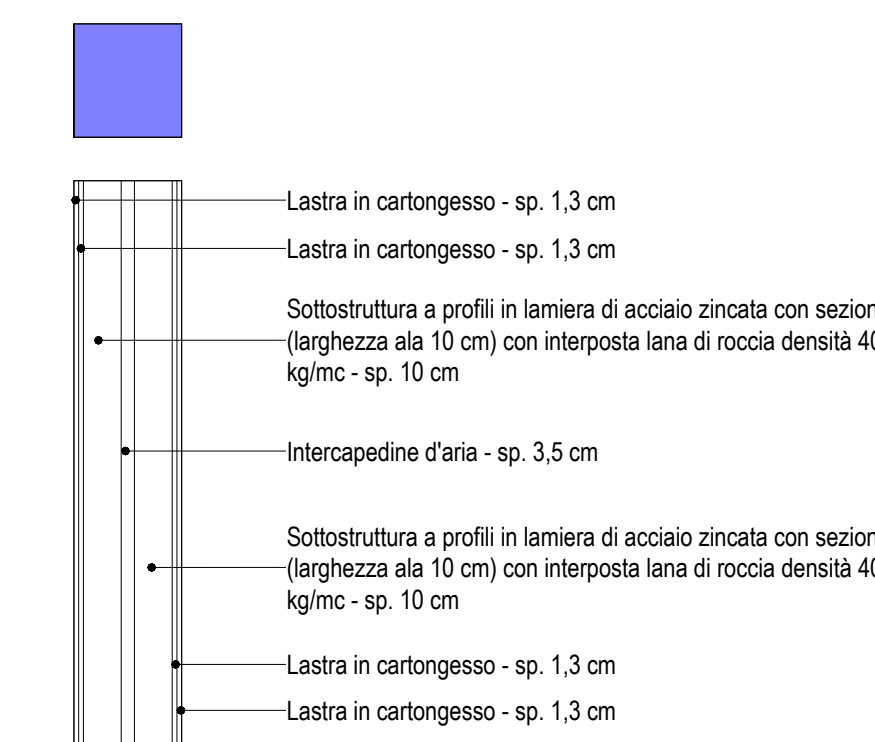 Lastra in cartongesso - sp. 1,3 cm
Lastra in cartongesso - sp. 1,3 cm
Sottostruttura a profili in lamiera di acciaio zincata con sezion
(larghezza ala 10 cm) con interposta lana di roccia densità 40
kg/mc - sp. 10 cm
Intercapedine d'aria - sp. 3,5 cm
Sottostruttura a profili in lamiera di acciaio zincata con sezion
(larghezza ala 10 cm) con interposta lana di roccia densità 40
kg/mc - sp. 10 cm
Lastra in cartongesso - sp. 1,3 cm
Lastra in cartongesso - sp. 1,3 cm